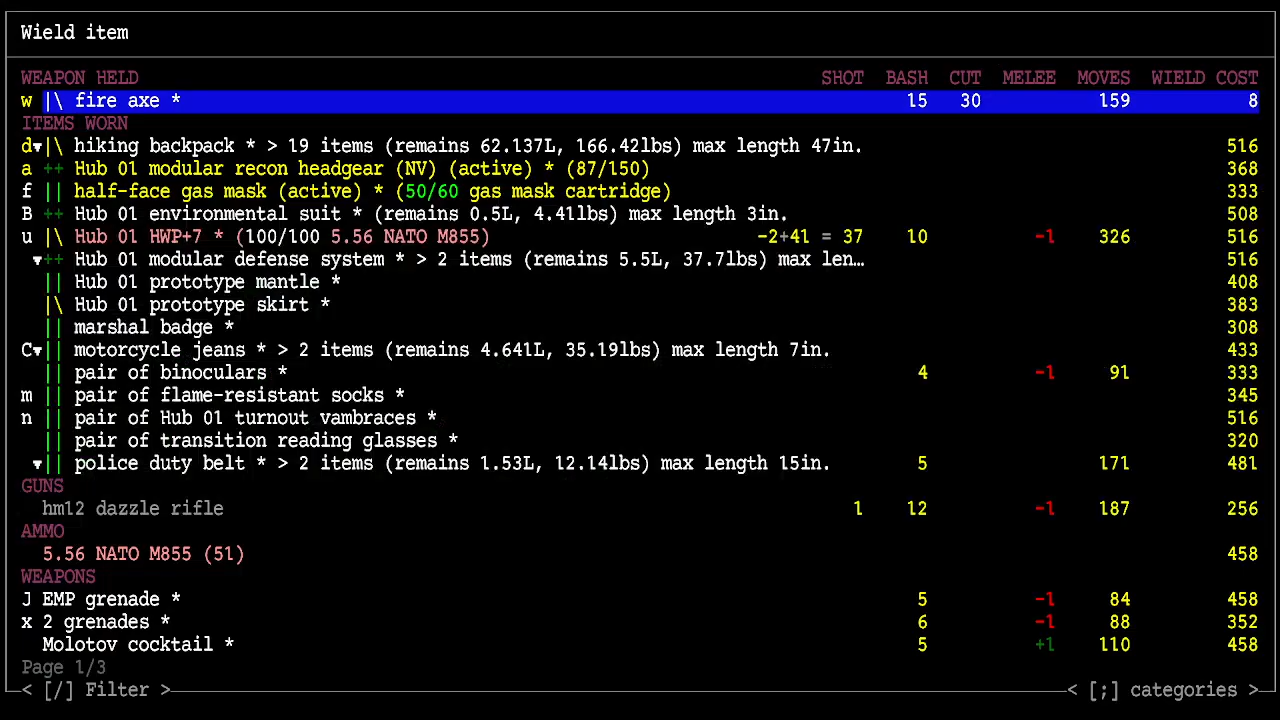 Wield item
WEAPON HELD SHOT BASH CUT MELEE MOVES WIELD COST
w |\ fire axe * 15 30 159 8
ITEMS WORN
d▾|\ hiking backpack * > 19 items (remains 62.137L, 166.42lbs) max length 47in. 516
a ++ Hub 01 modular recon headgear (NV) (active) * (87/150) 368
f || half-face gas mask (active) * (50/60 gas mask cartridge) 333
B ++ Hub 01 environmental suit * (remains 0.5L, 4.41lbs) max length 3in. 508
u |\ Hub 01 HWP+7 * (100/100 5.56 NATO M855) -2+41 = 37 10 -1 326 516
▾++ Hub 01 modular defense system * > 2 items (remains 5.5L, 37.7lbs) max len… 516
|| Hub 01 prototype mantle * 408
|\ Hub 01 prototype skirt * 383
|| marshal badge * 308
C▾|| motorcycle jeans * > 2 items (remains 4.641L, 35.19lbs) max length 7in. 433
|| pair of binoculars * 4 -1 91 333
m || pair of flame-resistant socks * 345
n || pair of Hub 01 turnout vambraces * 516
|| pair of transition reading glasses * 320
▾|| police duty belt * > 2 items (remains 1.53L, 12.14lbs) max length 15in. 5 171 481
GUNS
hm12 dazzle rifle 1 12 -1 187 256
AMMO
5.56 NATO M855 (51) 458
WEAPONS
J EMP grenade * 5 -1 84 458
x 2 grenades * 6 -1 88 352
Molotov cocktail * 5 +1 110 458
Page 1/3
< [/] Filter > < [;] categories >